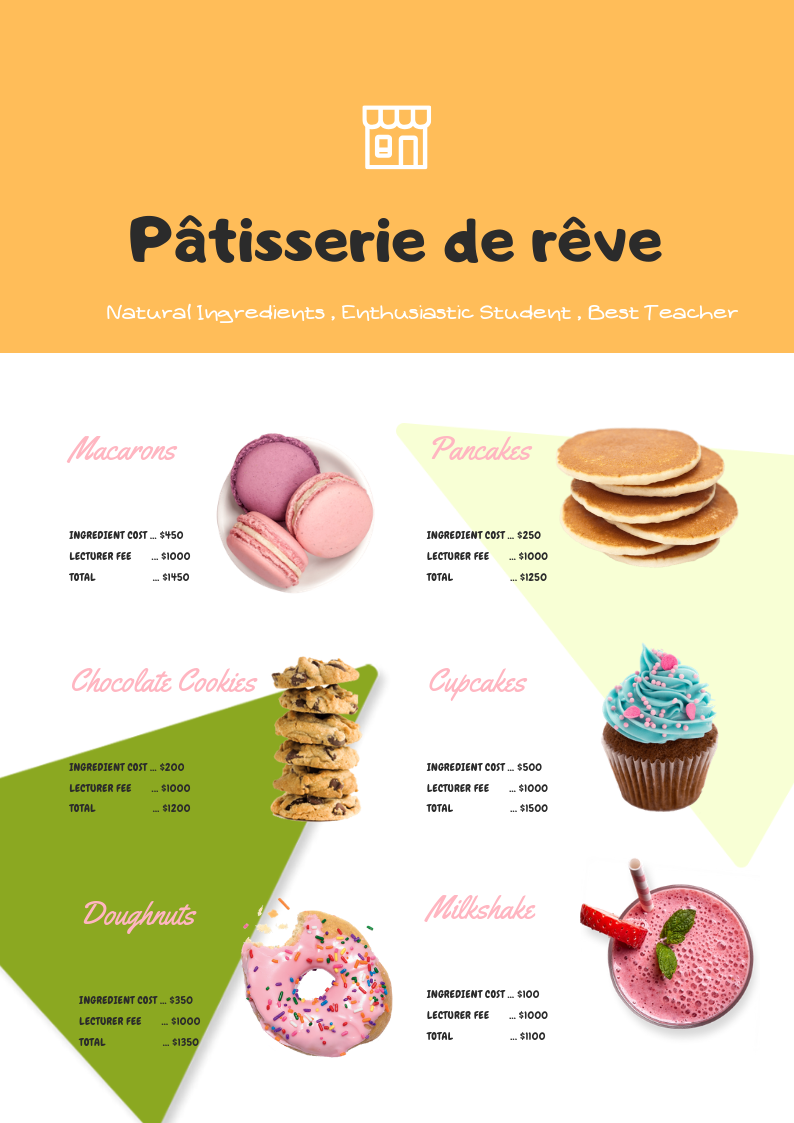 Pâtisserie de rêve
Natural Ingredients , Enthusiastic Student , Best Teacher
Macarons
INGREDIENT COST ... $450
LECTURER FEE ... $1000
TOTAL ... $1450
Pancakes
INGREDIENT COST ... $250
LECTURER FEE ... $1000
TOTAL ... $1250
Chocolate Cookies
INGREDIENT COST ... $200
LECTURER FEE ... $1000
TOTAL ... $1200
Cupcakes
INGREDIENT COST ... $500
LECTURER FEE ... $1000
TOTAL ... $1500
Doughnuts
INGREDIENT COST ... $350
LECTURER FEE ... $1000
TOTAL ... $1350
Milkshake
INGREDIENT COST ... $100
LECTURER FEE ... $1000
TOTAL ... $1100